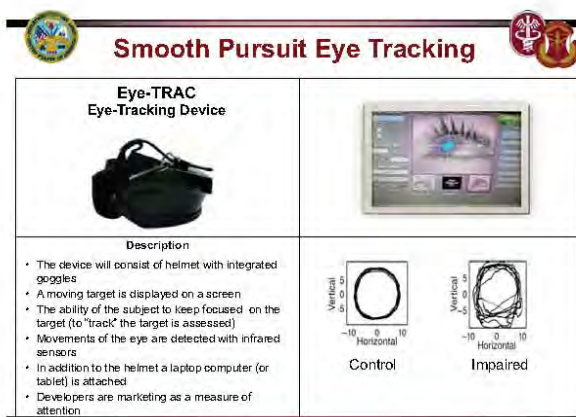 Smooth Pursuit Eye Tracking
Eye-TRAC
Eye-Tracking Device
Description
• The device will consist of helmet with integrated
goggles
• A moving target is displayed on a screen
• The ability of the subject to keep focused on the
target (to "track" the target is assessed)
• Movements of the eye are detected with infrared
sensors
• In addition to the helmet a laptop computer (or
tablet) is attached
• Developers are marketing as a measure of
attention
Vertical
5
0
-5
-10 0 10
Horizontal
Control
Vertical
5
0
-5
-10 0 10
Horizontal
Impaired